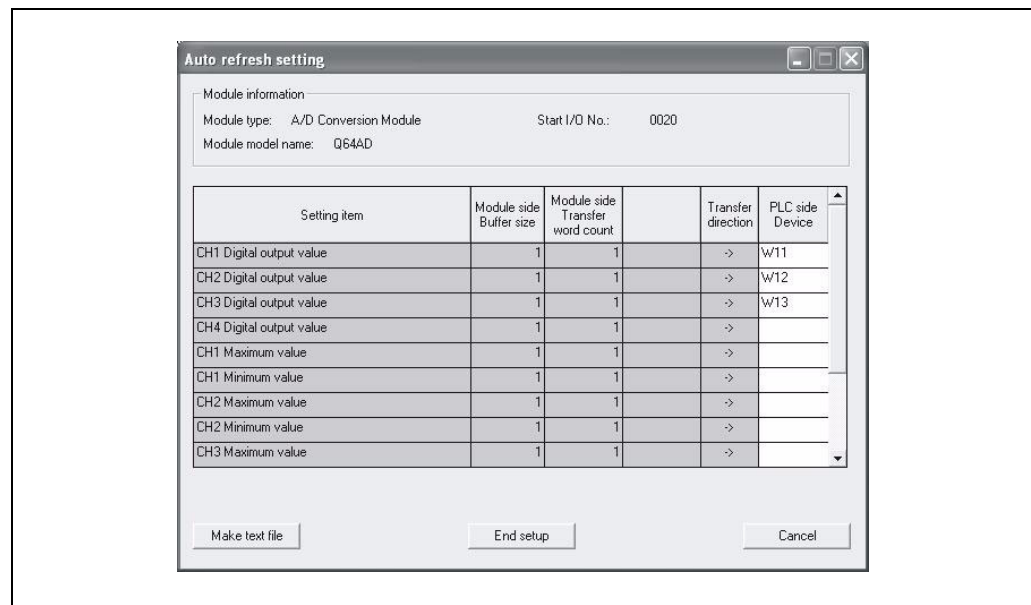 Auto refresh setting
Module information
Module type: A/D Conversion Module Start I/O No.: 0020
Module model name: Q64AD
Setting item Module side Buffer size Module side Transfer word count Transfer direction PLC side Device
CH1 Digital output value 1 1 -> W11
CH2 Digital output value 1 1 -> W12
CH3 Digital output value 1 1 -> W13
CH4 Digital output value 1 1 ->
CH1 Maximum value 1 1 ->
CH1 Minimum value 1 1 ->
CH2 Maximum value 1 1 ->
CH2 Minimum value 1 1 ->
CH3 Maximum value 1 1 ->
Make text file End setup Cancel